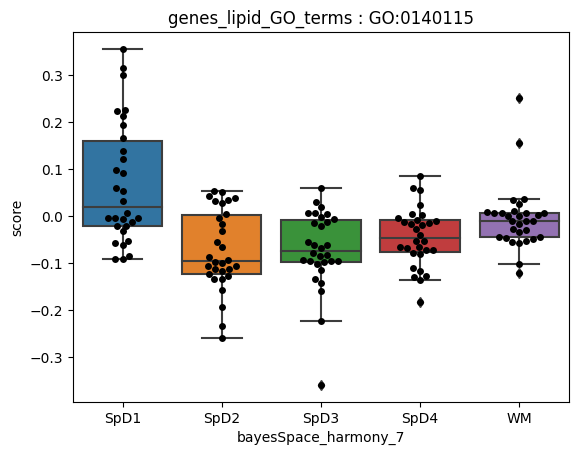 genes_lipid_GO_terms : GO:0140115
0.3
0.2
0.1
0.0
−0.1
−0.2
−0.3
score
SpD1 SpD2 SpD3 SpD4 WM
bayesSpace_harmony_7